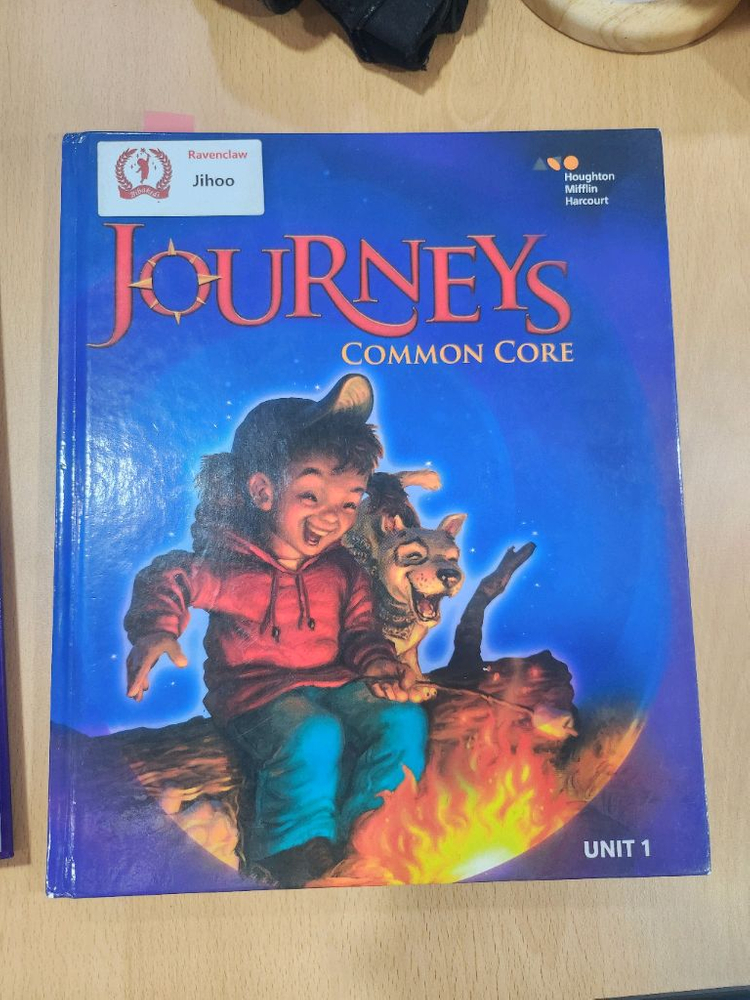 Ravenclaw
Jihoo
Houghton
Mifflin
Harcourt
JOURNEYS
COMMON CORE
UNIT 1